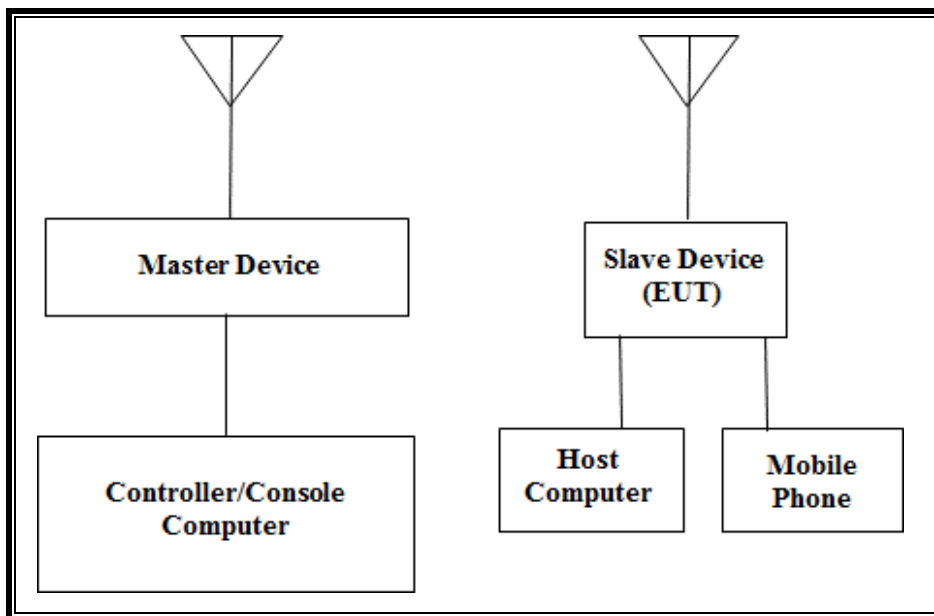 Master Device
Slave Device
(EUT)
Controller/Console
Computer
Host
Computer
Mobile
Phone